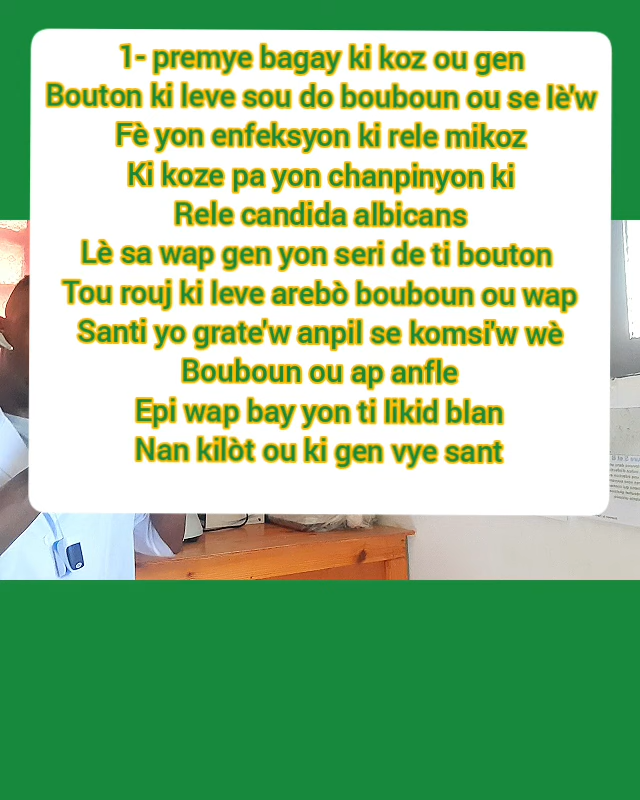 1- premye bagay ki koz ou gen
Bouton ki leve sou do bouboun ou se lè'w
Fè yon enfeksyon ki rele mikoz
Ki koze pa yon chanpinyon ki
Rele candida albicans
Lè sa wap gen yon seri de ti bouton
Tou rouj ki leve arebò bouboun ou wap
Santi yo grate'w anpil se komsi'w wè
Bouboun ou ap anfle
Epi wap bay yon ti likid blan
Nan kilòt ou ki gen vye sant